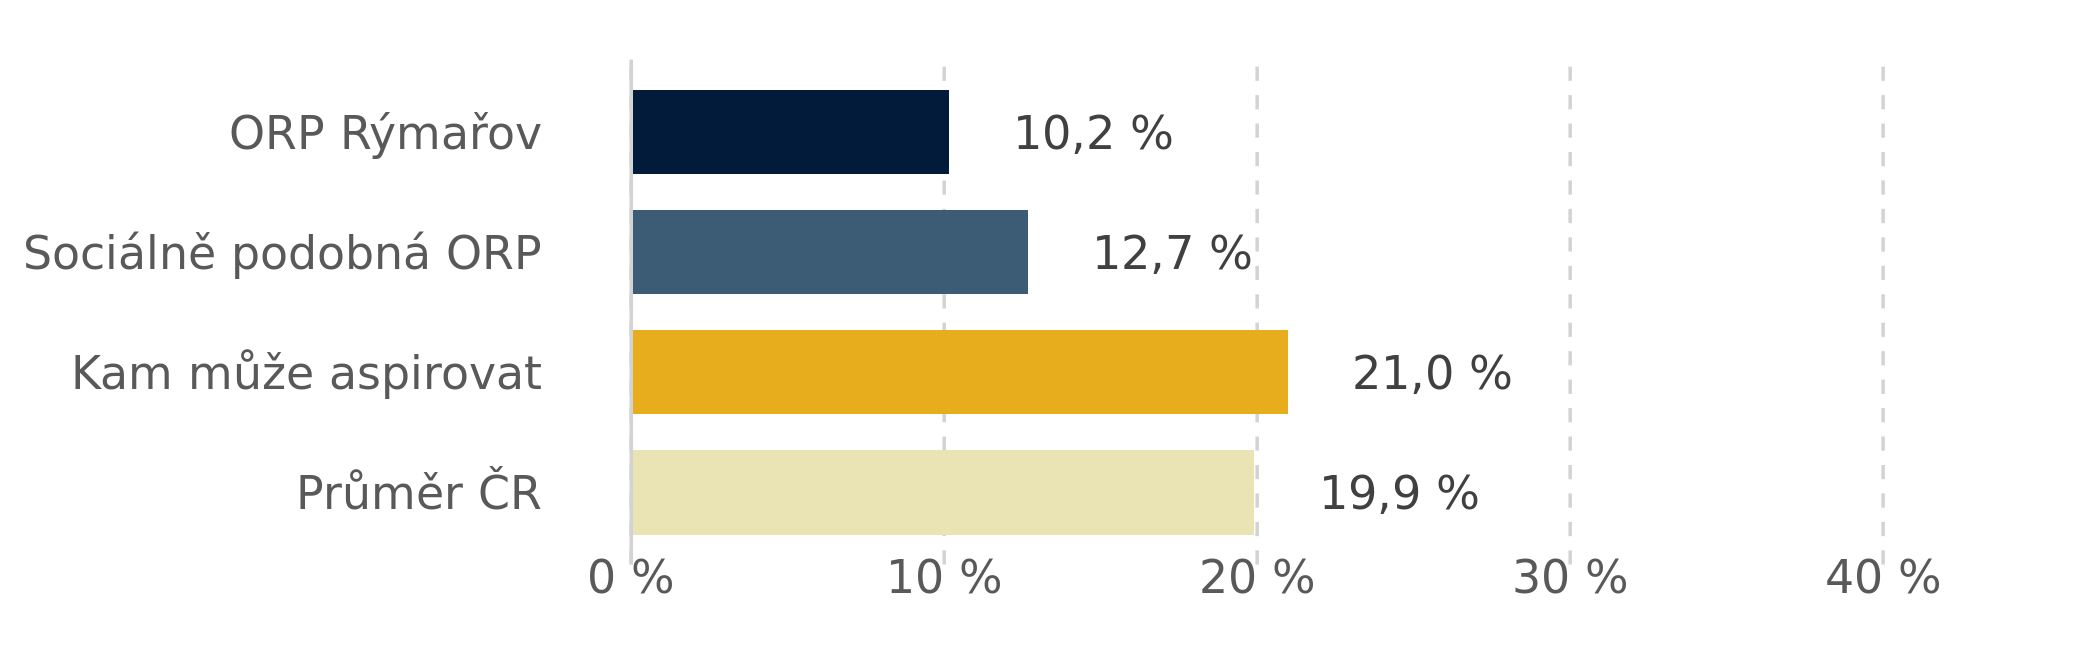 ORP Rýmařov 10,2 %
Sociálně podobná ORP 12,7 %
Kam může aspirovat 21,0 %
Průměr ČR 19,9 %
0 % 10 % 20 % 30 % 40 %